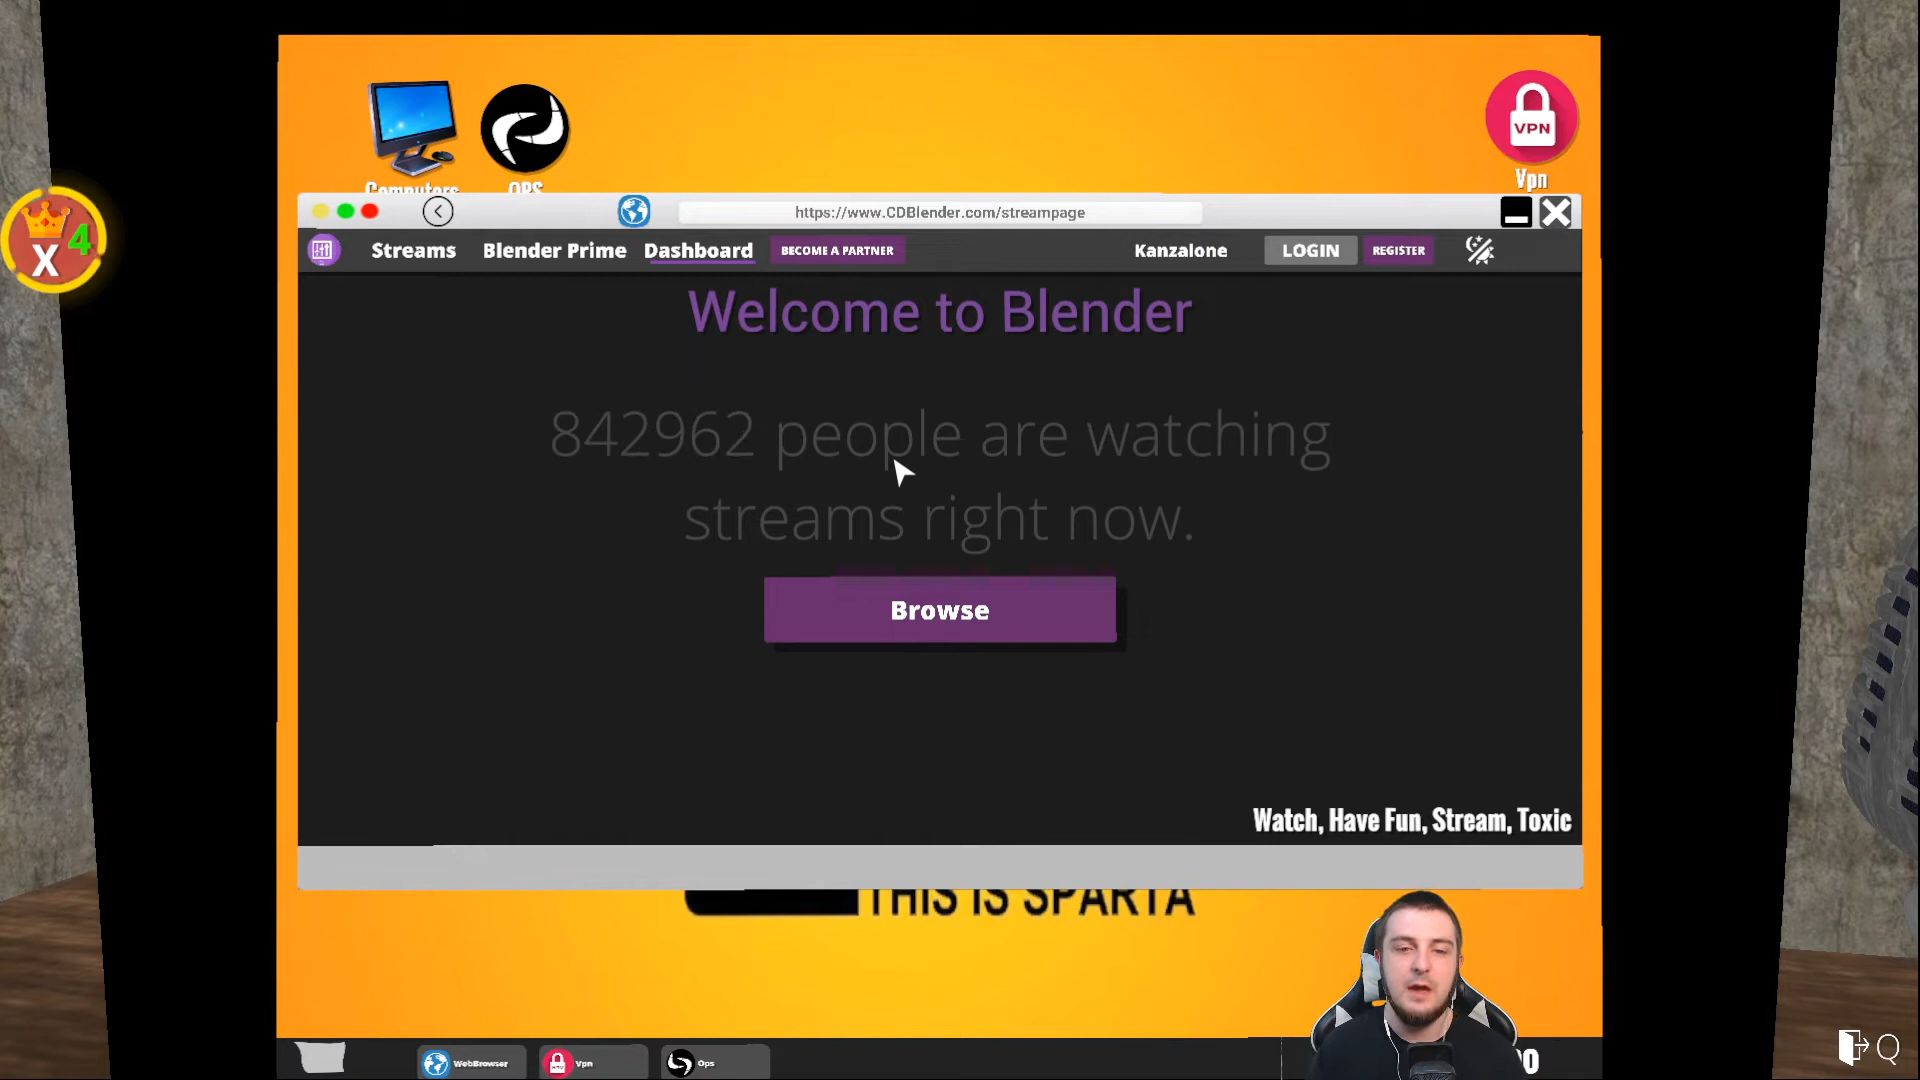 VPN
Computers
OPS
Vpn
X 4
https://www.CDBlender.com/streampage
Streams
Blender Prime
Dashboard
BECOME A PARTNER
Kanzalone
LOGIN
REGISTER
Welcome to Blender
842962 people are watching
streams right now.
Browse
Watch, Have Fun, Stream, Toxic
THIS IS SPARTA
WebBrowser
Vpn
Ops
Q